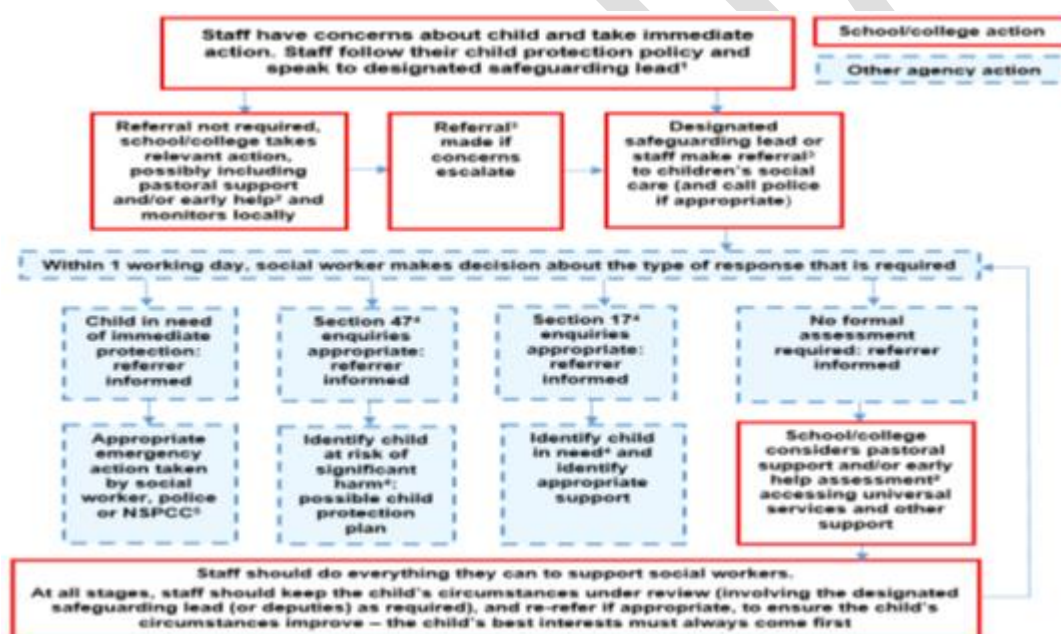 Staff have concerns about child and take immediate
action. Staff follow their child protection policy and
speak to designated safeguarding lead¹
School/college action
Other agency action
Referral not required,
school/college takes
relevant action,
possibly including
pastoral support
and/or early help² and
monitors locally
Referral³
made if
concerns
escalate
Designated
safeguarding lead or
staff make referral³
to children's social
care (and call police
if appropriate)
Within 1 working day, social worker makes decision about the type of response that is required
Child in need
of immediate
protection:
referrer
informed
Section 47⁴
enquiries
appropriate:
referrer
informed
Section 17⁴
enquiries
appropriate:
referrer
informed
No formal
assessment
required: referrer
informed
Appropriate
emergency
action taken
by social
worker, police
or NSPCC⁵
Identify child
at risk of
significant
harm⁴:
possible child
protection
plan
Identify child
in need⁴ and
identify
appropriate
support
School/college
considers pastoral
support and/or early
help assessment²
accessing universal
services and other
support
Staff should do everything they can to support social workers.
At all stages, staff should keep the child's circumstances under review (involving the designated
safeguarding lead (or deputies) as required), and re-refer if appropriate, to ensure the child's
circumstances improve – the child's best interests must always come first